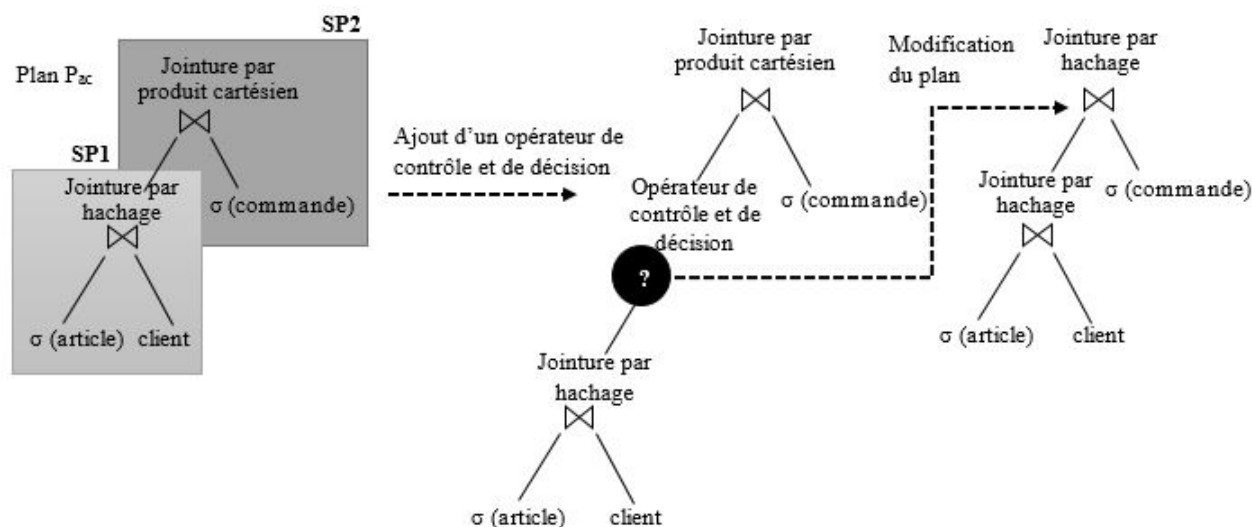 SP2
Plan Pac
Jointure par
produit cartésien
SP1
Jointure par
hachage
σ (commande)
σ (article)
client
Ajout d’un opérateur de
contrôle et de décision
Jointure par
produit cartésien
Opérateur de
contrôle et de
décision
σ (commande)
?
Jointure par
hachage
σ (article)
client
Modification
du plan
Jointure par
hachage
Jointure par
hachage
σ (commande)
σ (article)
client